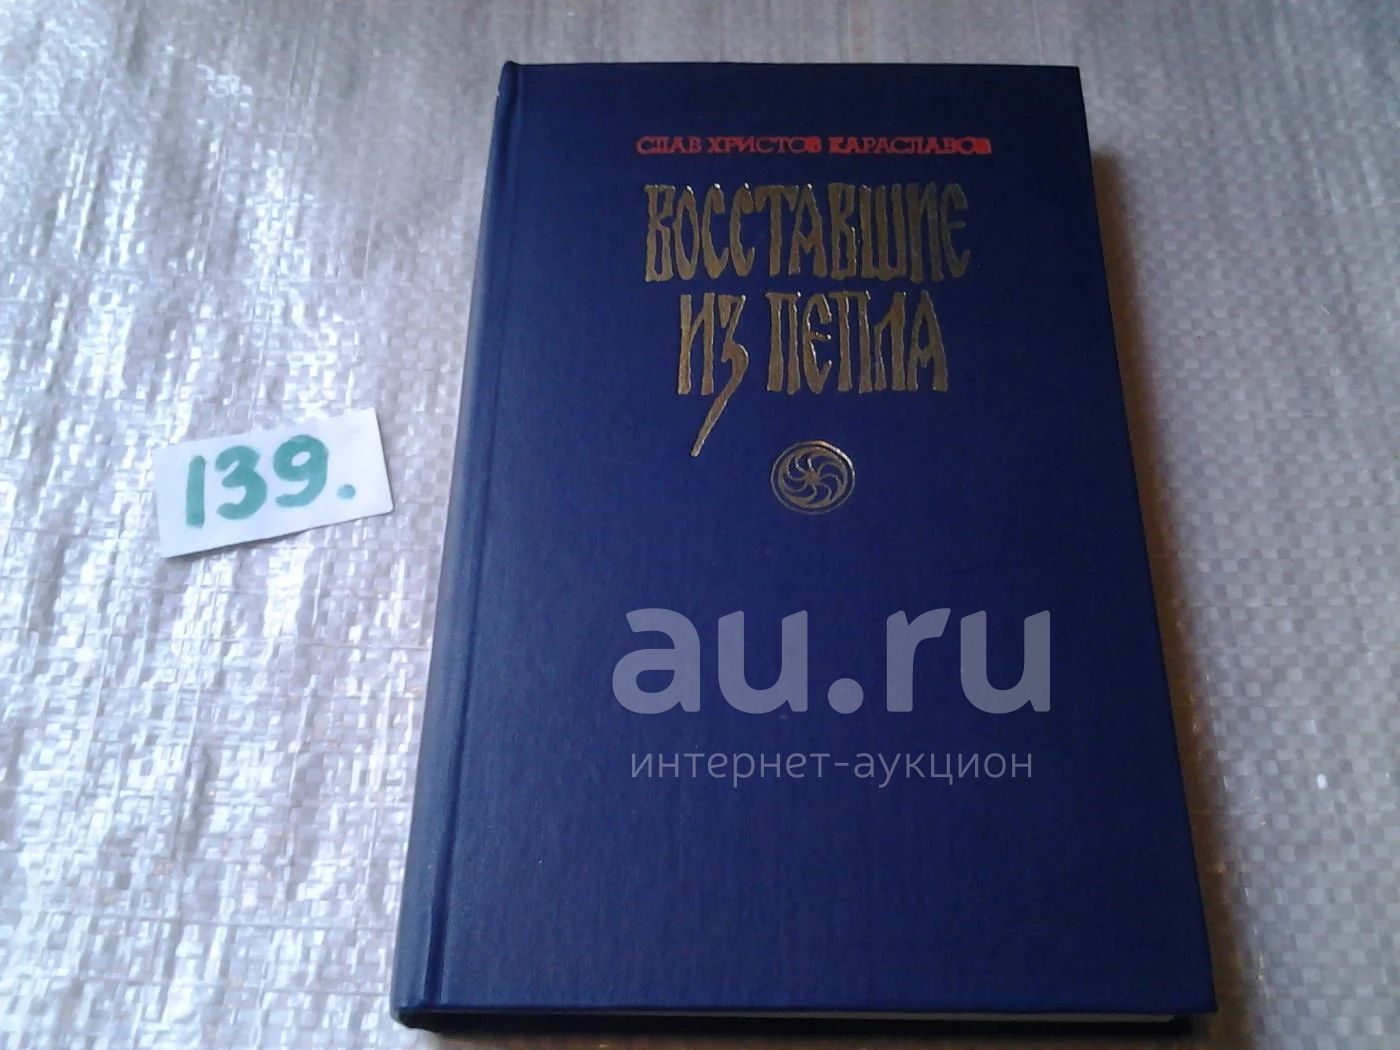 СЛАВ ХРИСТОВ КАРАСЛАВОВ
ВОССТАВШИЕ
ИЗ ПЕПЛА
139.
au.ru
интернет-аукцион